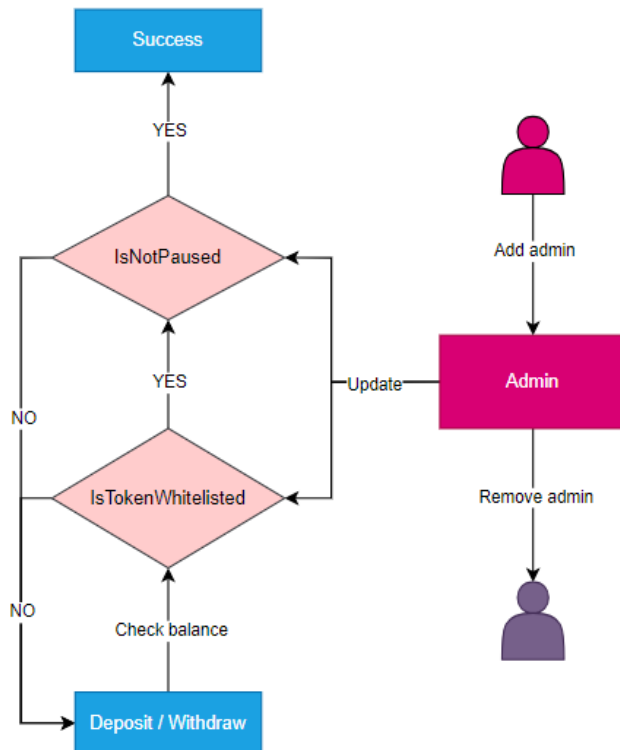 Success
YES
IsNotPaused
Add admin
YES
Update
Admin
NO
IsTokenWhitelisted
Remove admin
NO
Check balance
Deposit / Withdraw